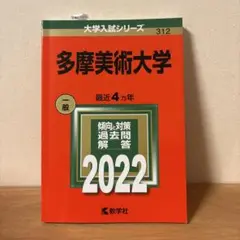 大学入試シリーズ
312
多摩美術大学
一般
最近4ヵ年
傾向と対策
過去問
解答
2022
教学社